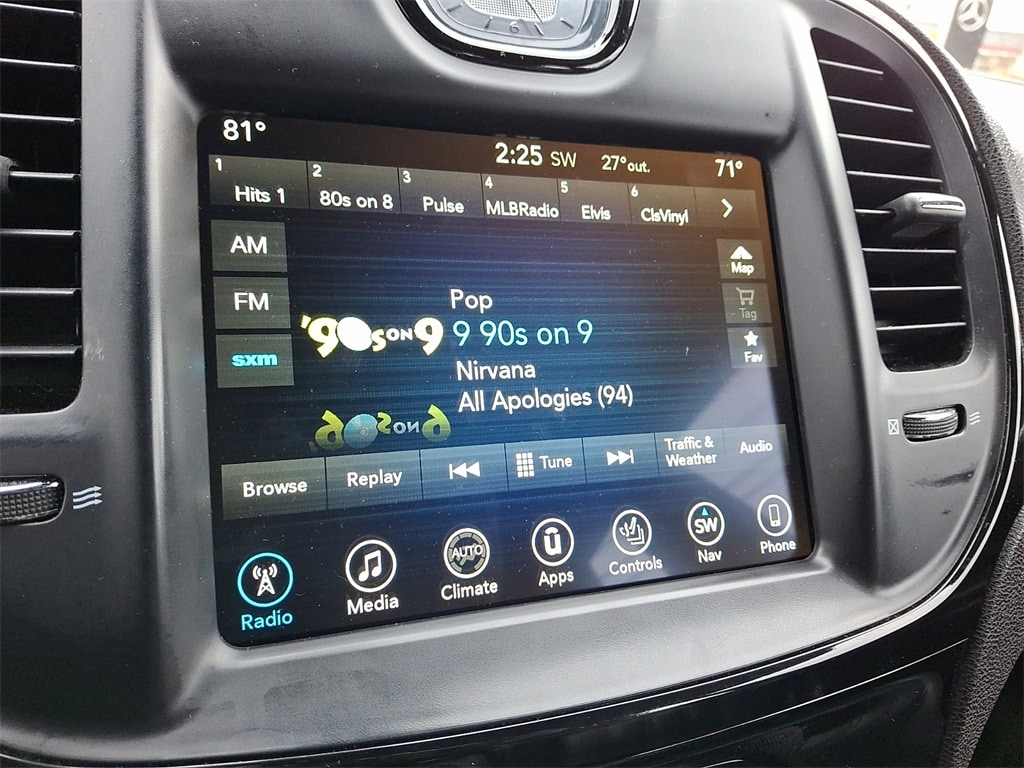 6
81°
2:25 SW 27° out. 71°
1 Hits 1
2 80s on 8
3 Pulse
4 MLBRadio
5 Elvis
6 ClsVinyl
AM
FM
sxm
'90s ON 9
Pop
9 90s on 9
Nirvana
All Apologies (94)
Map
Tag
Fav
Browse
Replay
Tune
Traffic &
Weather
Audio
Radio
Media
AUTO
Climate
u
Apps
Controls
SW
Nav
Phone